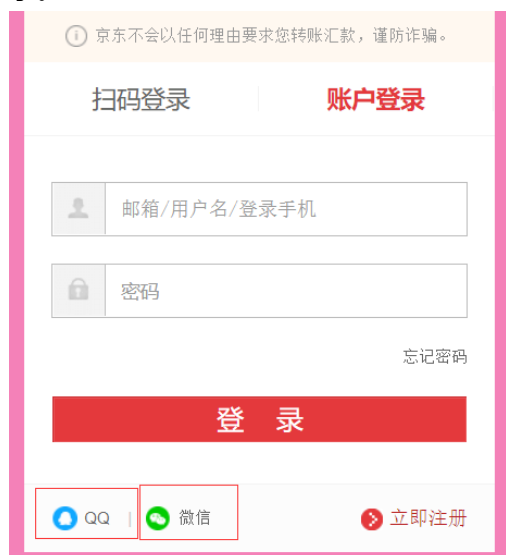 京东不会以任何理由要求您转账汇款，谨防诈骗。
扫码登录 账户登录
邮箱/用户名/登录手机
密码
忘记密码
登 录
QQ | 微信 立即注册